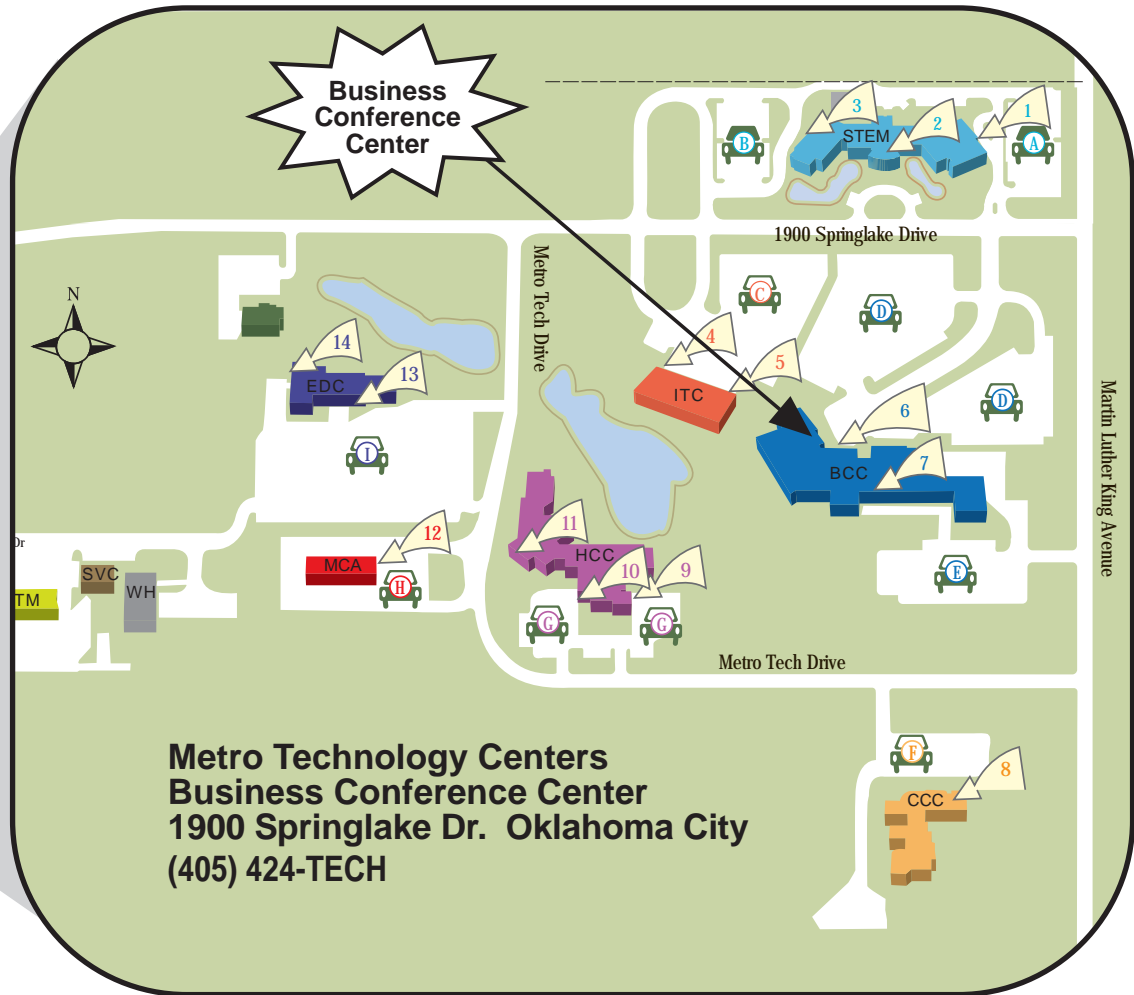 Business
Conference
Center
3
2
1
STEM
B
A
1900 Springlake Drive
Metro Tech Drive
N
C
D
14
13
EDC
4
5
ITC
6
D
Martin Luther King Avenue
I
BCC
7
12
11
Dr
MCA
HCC
10
9
SVC
WH
TM
H
E
G
G
Metro Tech Drive
F
8
CCC
Metro Technology Centers
Business Conference Center
1900 Springlake Dr. Oklahoma City
(405) 424-TECH